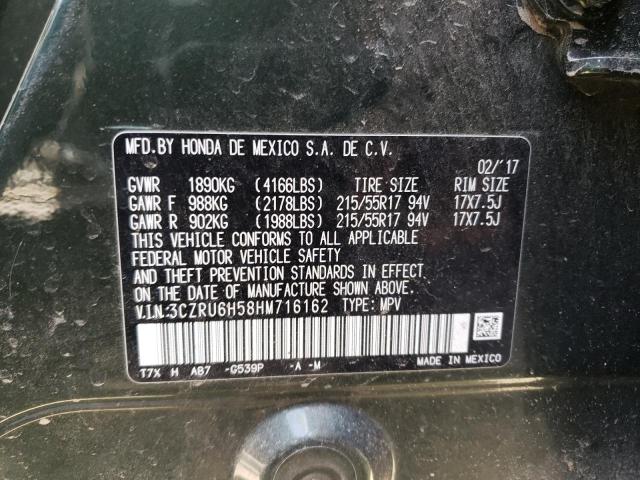 MFD.BY HONDA DE MEXICO S.A. DE C.V.
02/'17
GVWR 1890KG (4166LBS) TIRE SIZE RIM SIZE
GAWR F 988KG (2178LBS) 215/55R17 94V 17X7.5J
GAWR R 902KG (1988LBS) 215/55R17 94V 17X7.5J
THIS VEHICLE CONFORMS TO ALL APPLICABLE
FEDERAL MOTOR VEHICLE SAFETY
AND THEFT PREVENTION STANDARDS IN EFFECT
ON THE DATE OF MANUFACTURE SHOWN ABOVE.
V.I.N:3CZRU6H58HM716162 TYPE: MPV
T7X H AB7 -G539P -A -M MADE IN MEXICO